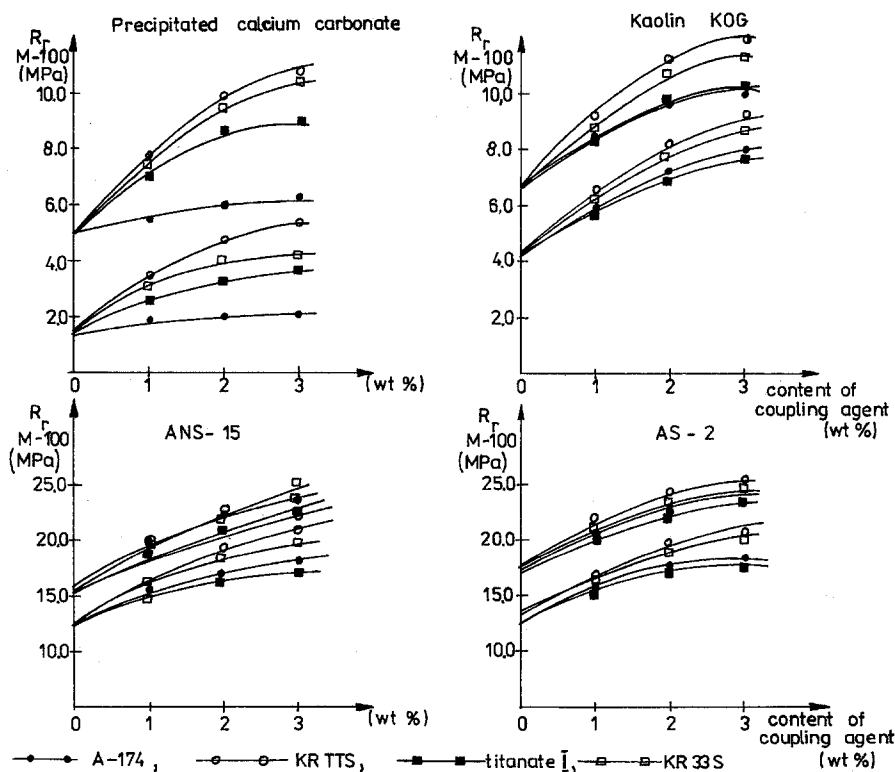 Precipitated calcium carbonate
Rr
M-100
(MPa)
10,0
8,0
6,0
4,0
2,0
0 1 2 3 (wt %)
Kaolin KOG
Rr
M-100
(MPa)
10,0
8,0
6,0
4,0
2,0
0 1 2 3 content of
coupling agent
(wt %)
ANS-15
Rr
M-100
(MPa)
25,0
20,0
15,0
10,0
0 1 2 3 (wt %)
AS-2
Rr
M-100
(MPa)
25,0
20,0
15,0
10,0
0 1 2 3 content of
coupling agent
(wt %)
A-174, KR TTS, titanate I, KR 33S